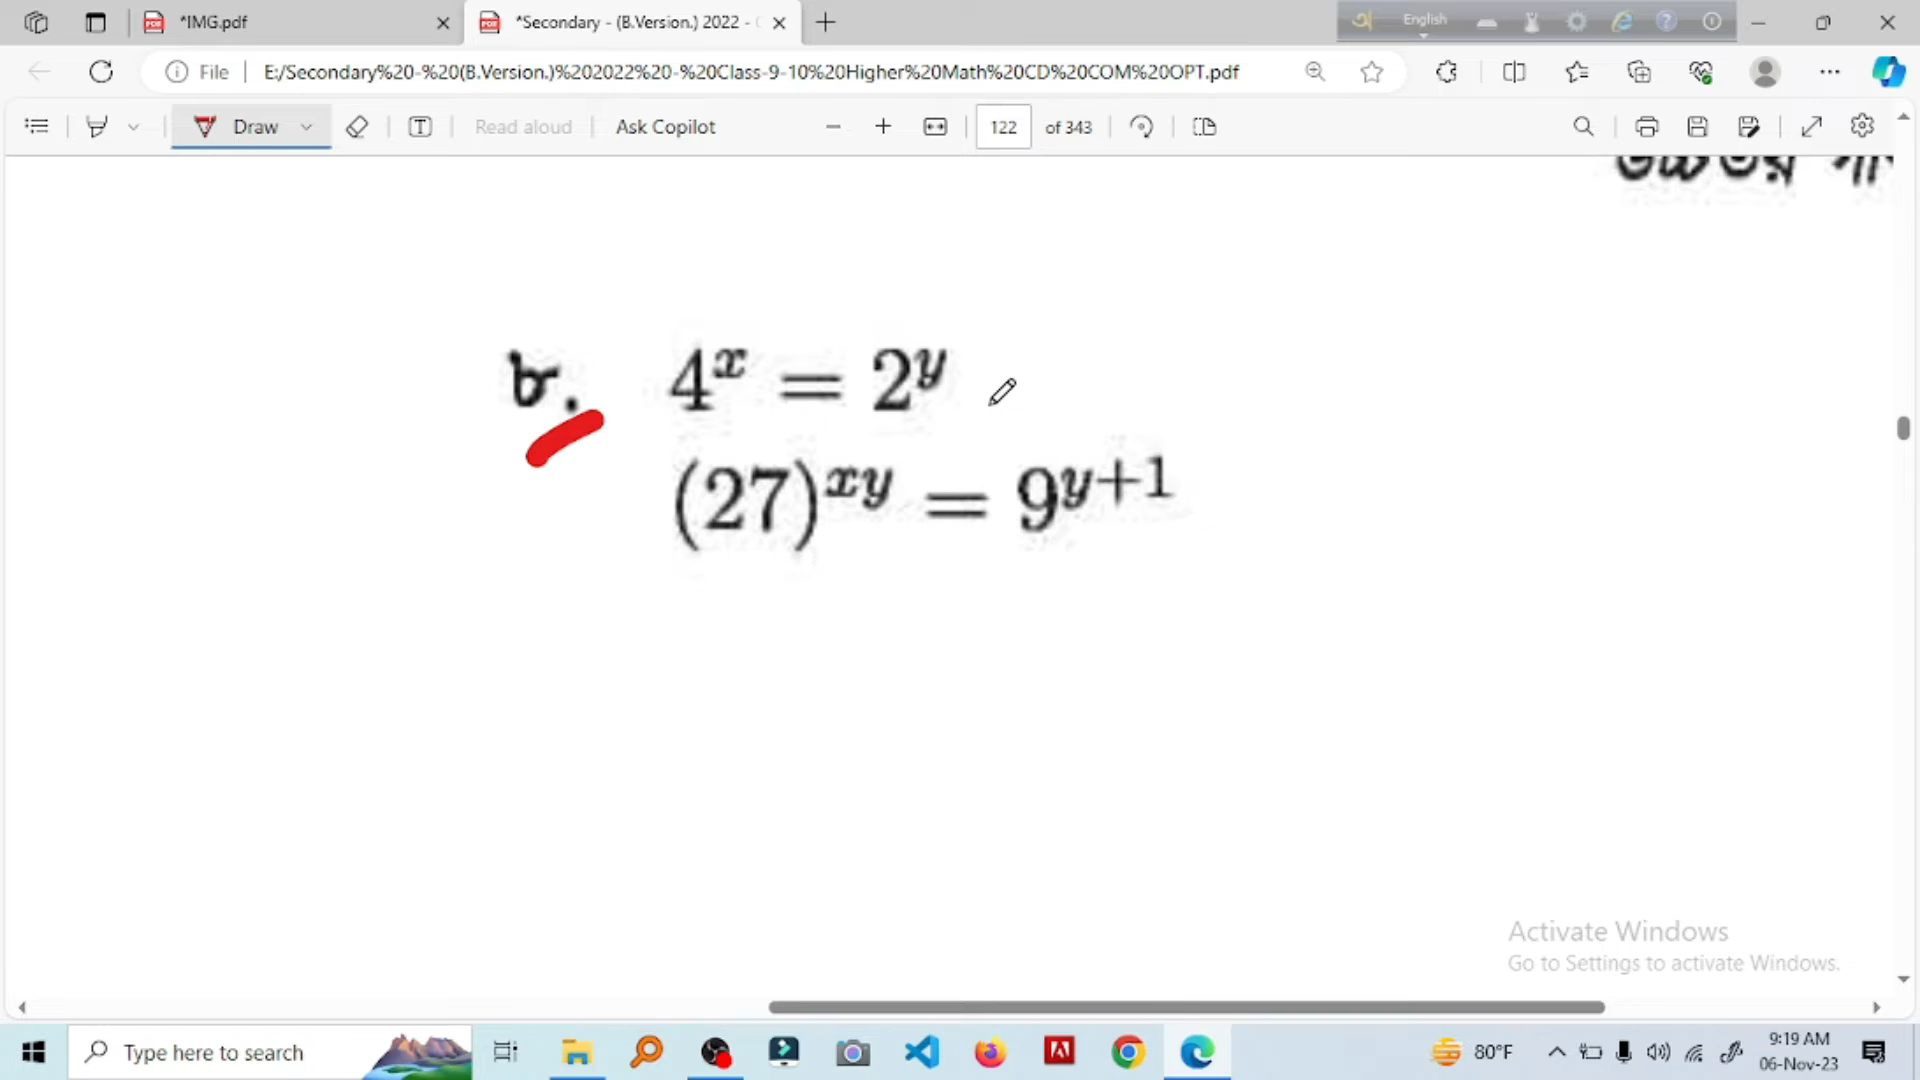 *IMG.pdf
*Secondary - (B.Version.) 2022 -
English
File
E:/Secondary%20-%20(B.Version.)%202022%20-%20Class-9-10%20Higher%20Math%20CD%20COM%20OPT.pdf
Draw
Read aloud
Ask Copilot
122
of 343
৮. 4^x = 2^y
(27)^{xy} = 9^{y+1}
Activate Windows
Go to Settings to activate Windows.
Type here to search
80°F
9:19 AM
06-Nov-23